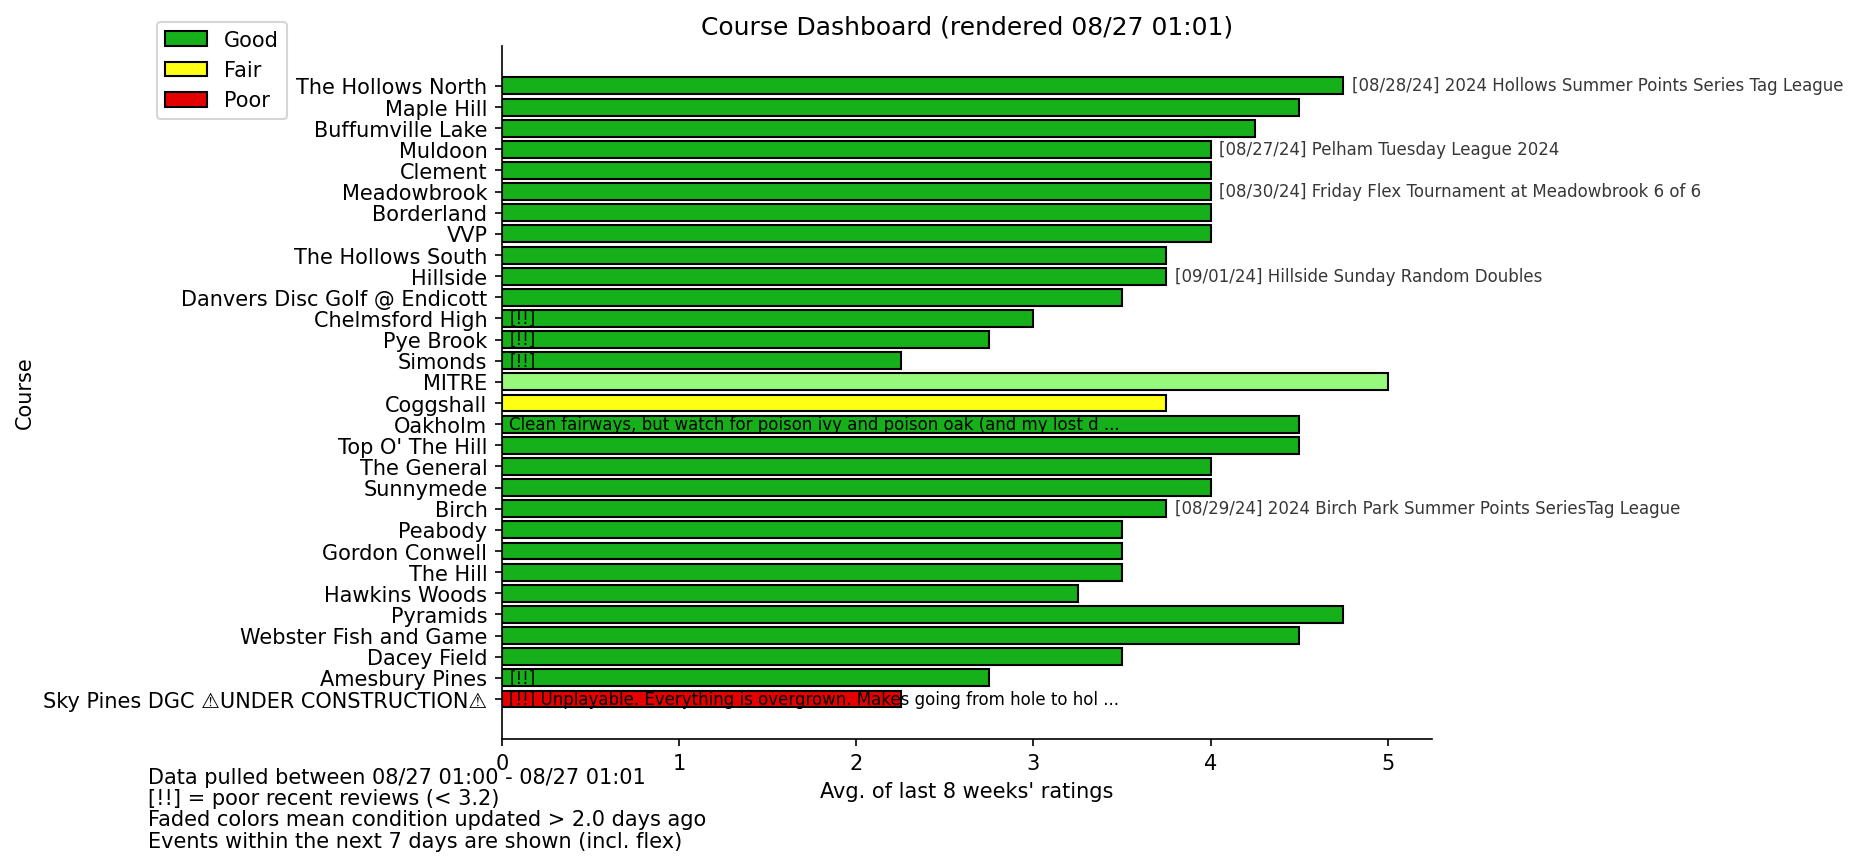 Course Dashboard (rendered 08/27 01:01)
Good
Fair
Poor
The Hollows North [08/28/24] 2024 Hollows Summer Points Series Tag League
Maple Hill
Buffumville Lake
Muldoon [08/27/24] Pelham Tuesday League 2024
Clement
Meadowbrook [08/30/24] Friday Flex Tournament at Meadowbrook 6 of 6
Borderland
VVP
The Hollows South
Hillside [09/01/24] Hillside Sunday Random Doubles
Danvers Disc Golf @ Endicott
Chelmsford High [!!]
Pye Brook [!!]
Simonds [!!]
MITRE
Coggshall
Oakholm Clean fairways, but watch for poison ivy and poison oak (and my lost d ...
Top O' The Hill
The General
Sunnymede
Birch [08/29/24] 2024 Birch Park Summer Points SeriesTag League
Peabody
Gordon Conwell
The Hill
Hawkins Woods
Pyramids
Webster Fish and Game
Dacey Field
Amesbury Pines [!!]
Sky Pines DGC ⚠UNDER CONSTRUCTION⚠ [!!] Unplayable. Everything is overgrown. Makes going from hole to hol ...
Course
0 1 2 3 4 5
Avg. of last 8 weeks' ratings
Data pulled between 08/27 01:00 - 08/27 01:01
[!!] = poor recent reviews (< 3.2)
Faded colors mean condition updated > 2.0 days ago
Events within the next 7 days are shown (incl. flex)